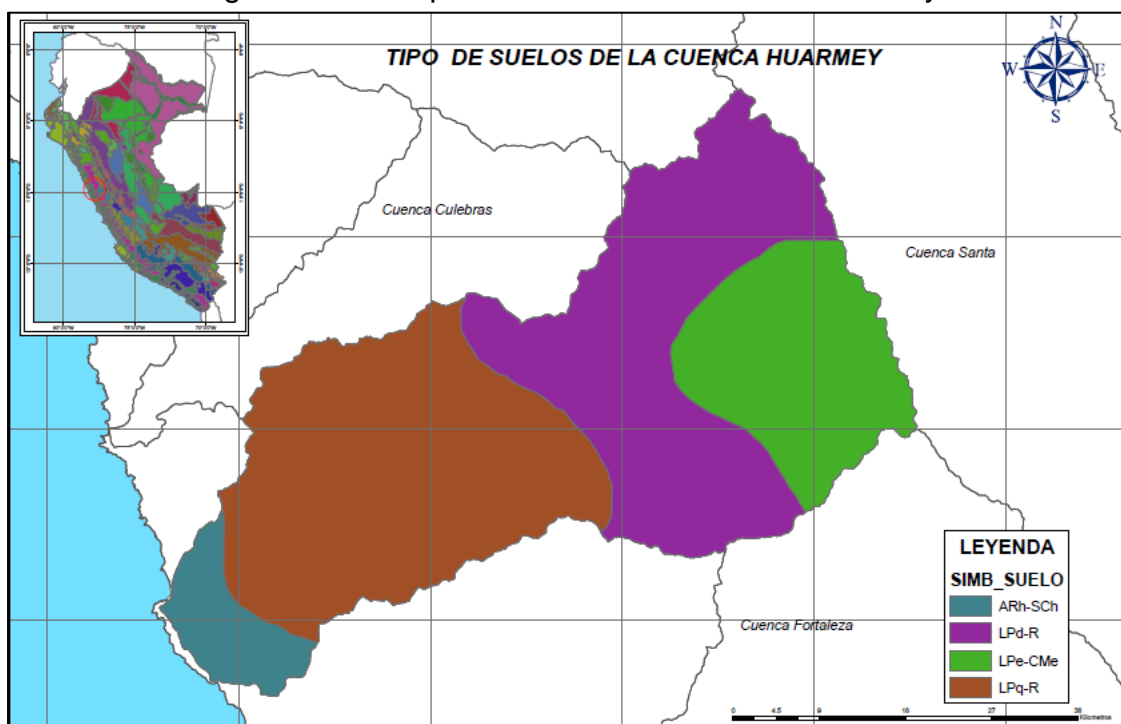 TIPO DE SUELOS DE LA CUENCA HUARMEY
N
W
E
S
Cuenca Culebras
Cuenca Santa
Cuenca Fortaleza
LEYENDA
SIMB_SUELO
ARh-SCh
LPd-R
LPe-CMe
LPq-R
0 4.5 9 18 27 36
Kilometros